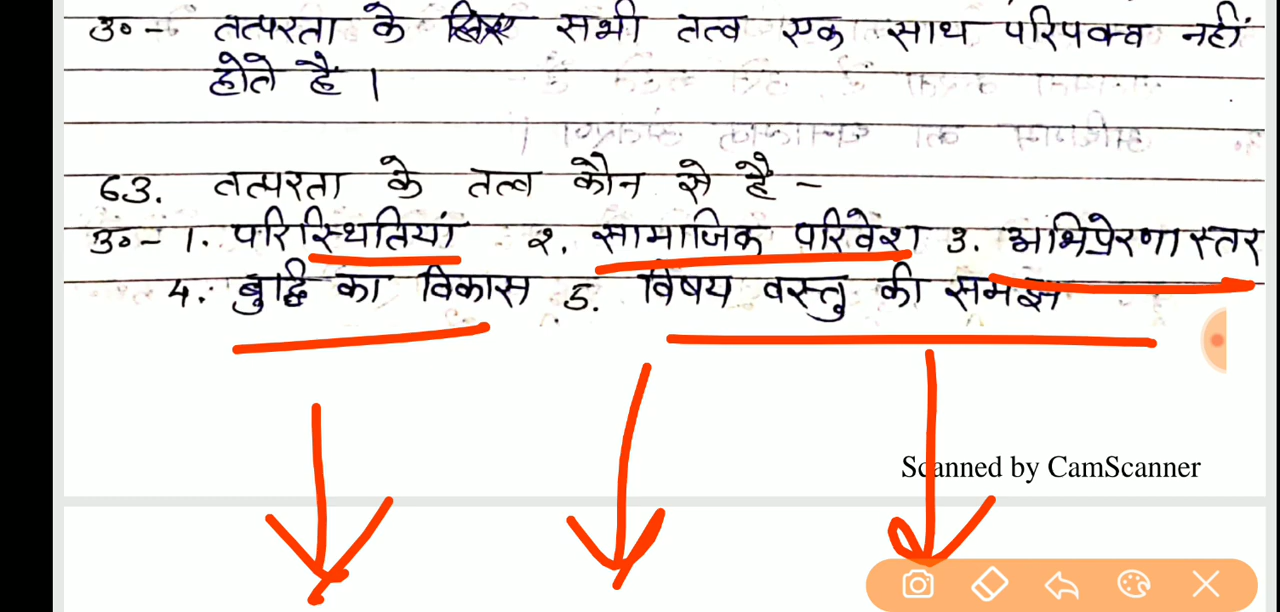 उ०- तत्परता के सभी तत्व एक साथ परिपक्व नहीं
होते है ।
63. तत्परता के तत्व कौन से है -
उ०- 1. परिस्थितियां २. सामाजिक परिवेश 3. अभिप्रेरणा स्तर
4. बुद्धि का विकास 5. विषय वस्तु की समझ
Scanned by CamScanner